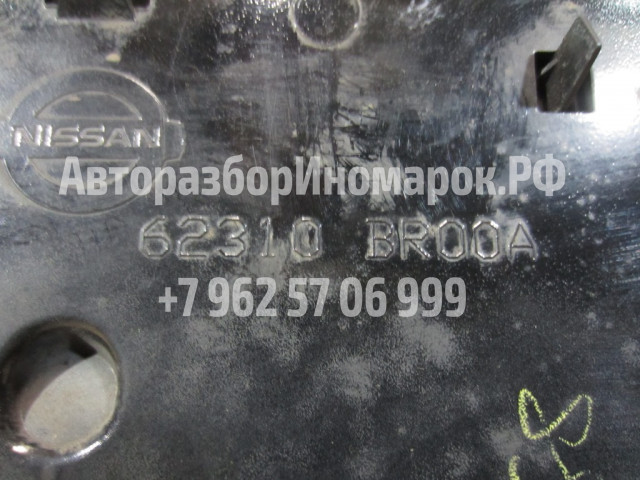 NISSAN
АвторазборИномарок.РФ
62310 BR00A
+7 962 57 06 999